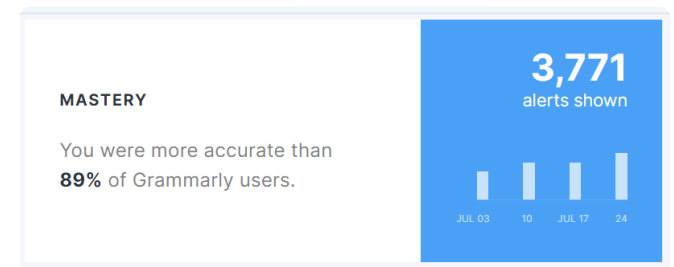 MASTERY
You were more accurate than
89% of Grammarly users.
3,771
alerts shown
JUL 03 10 JUL 17 24